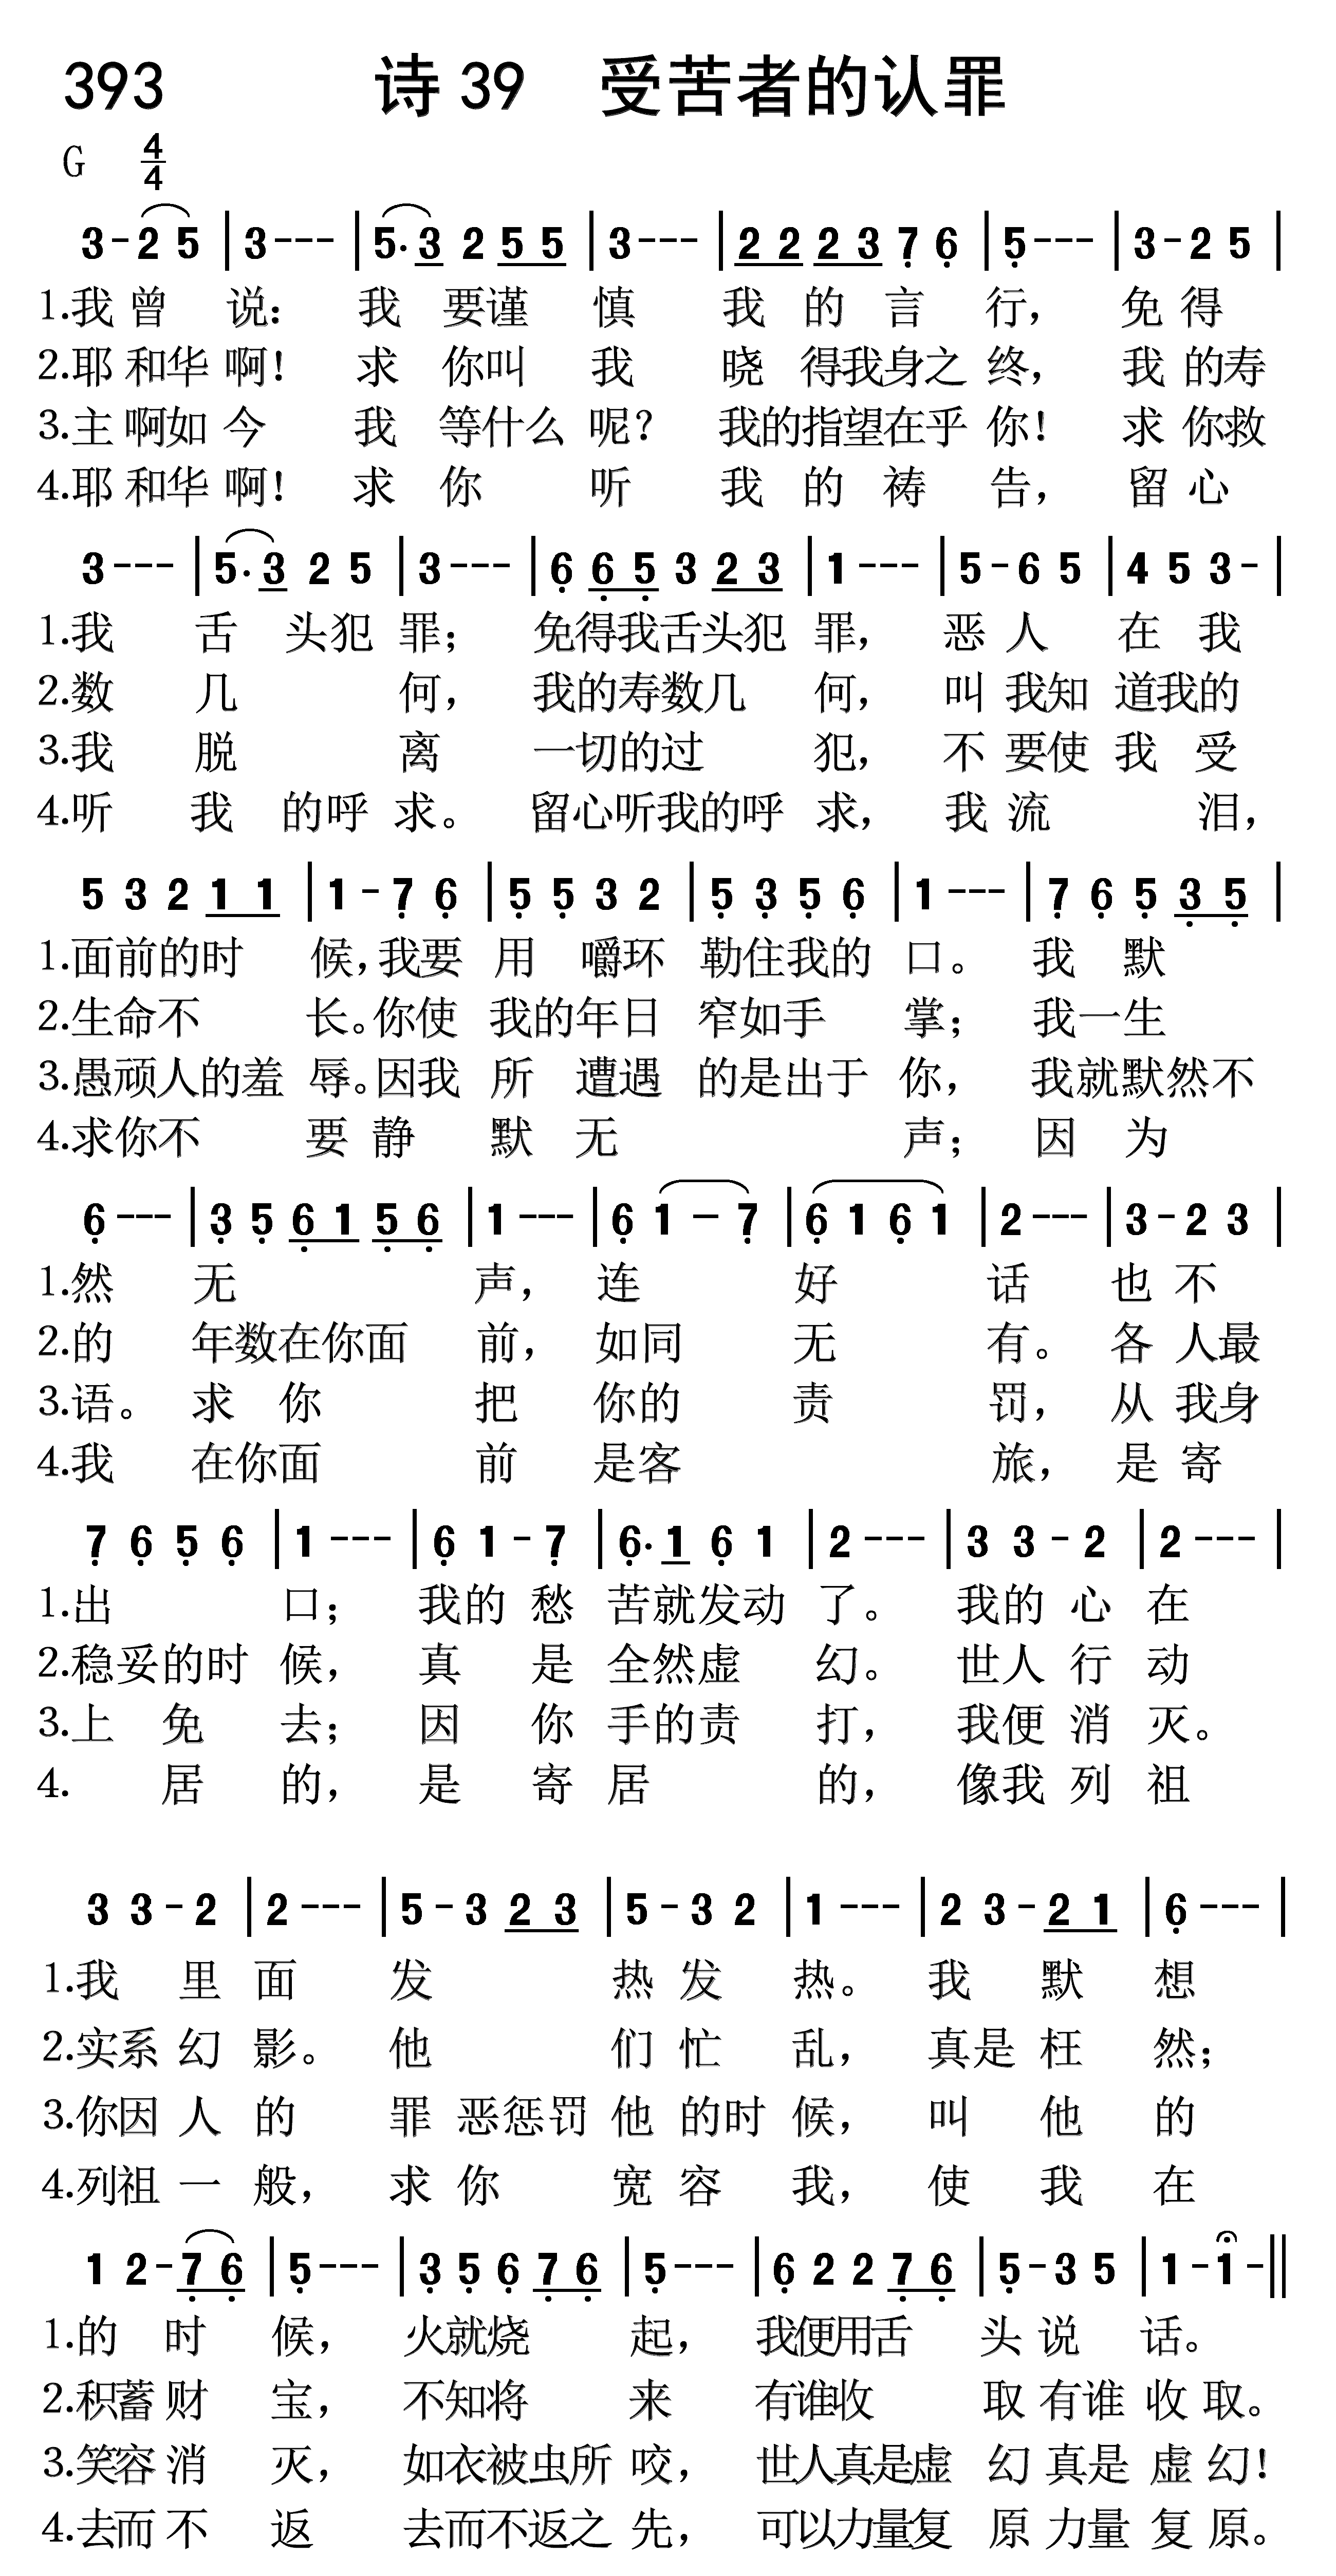 393 诗39 受苦者的认罪
G 4/4
3-2 5 | 3--- | 5·3 2 5 5 | 3--- | 2 2 2 3 7 6 | 5--- | 3-2 5 |
1.我曾 说： 我 要谨 慎 我 的 言 行， 免得
2.耶和华 啊！ 求 你叫 我 晓 得我身之 终， 我的寿
3.主啊如 今 我 等什么 呢？ 我的指望在乎 你！ 求你救
4.耶和华 啊！ 求 你 听 我 的 祷 告， 留心
3--- | 5·3 2 5 | 3--- | 6 6 5 3 2 3 | 1--- | 5-6 5 | 4 5 3- |
1.我 舌 头犯 罪； 免得我舌头犯 罪， 恶人 在 我
2.数 几 何， 我的寿数几 何， 叫我知 道我的
3.我 脱 离 一切的过 犯， 不要使 我 受
4.听 我 的呼 求。 留心听我的呼 求， 我流 泪，
5 3 2 1 1 | 1-7 6 | 5 5 3 2 | 5 3 5 6 | 1--- | 7 6 5 3 5 |
1.面前的时 候，我要 用 嚼环 勒住我的 口。 我 默
2.生命不 长。你使 我的年日 窄如手 掌； 我一生
3.愚顽人的羞 辱。因我 所 遭遇 的是出于 你， 我就默然不
4.求你不 要静 默无 声； 因 为
6--- | 3 5 6 1 5 6 | 1--- | 6 1 - 7 | 6 1 6 1 | 2--- | 3-2 3 |
1.然 无 声， 连 好 话 也不
2.的 年数在你面 前， 如同 无 有。 各人最
3.语。 求 你 把 你的 责 罚， 从我身
4.我 在你面 前 是客 旅， 是寄
7 6 5 6 | 1--- | 6 1-7 | 6·1 6 1 | 2--- | 3 3-2 | 2--- |
1.出 口； 我的 愁 苦就发动 了。 我的 心 在
2.稳妥的时 候， 真 是 全然虚 幻。 世人 行 动
3.上 免 去； 因 你 手的责 打， 我便 消 灭。
4. 居 的， 是 寄 居 的， 像我 列 祖
3 3-2 | 2--- | 5-3 2 3 | 5-3 2 | 1--- | 2 3-2 1 | 6--- |
1.我 里 面 发 热发 热。 我 默 想
2.实系 幻 影。 他 们忙 乱， 真是 枉 然；
3.你因 人 的 罪 恶惩罚 他 的时 候， 叫 他 的
4.列祖 一 般， 求 你 宽 容 我， 使 我 在
1 2-7 6 | 5--- | 3 5 6 7 6 | 5--- | 6 2 2 7 6 | 5-3 5 | 1-1- ||
1.的 时 候， 火就烧 起， 我便用舌 头说 话。
2.积蓄 财 宝， 不知将 来 有谁收 取有谁 收取。
3.笑容 消 灭， 如衣被虫所 咬， 世人真是虚 幻真是 虚幻！
4.去而 不 返 去而不返之 先， 可以力量复 原力量 复原。